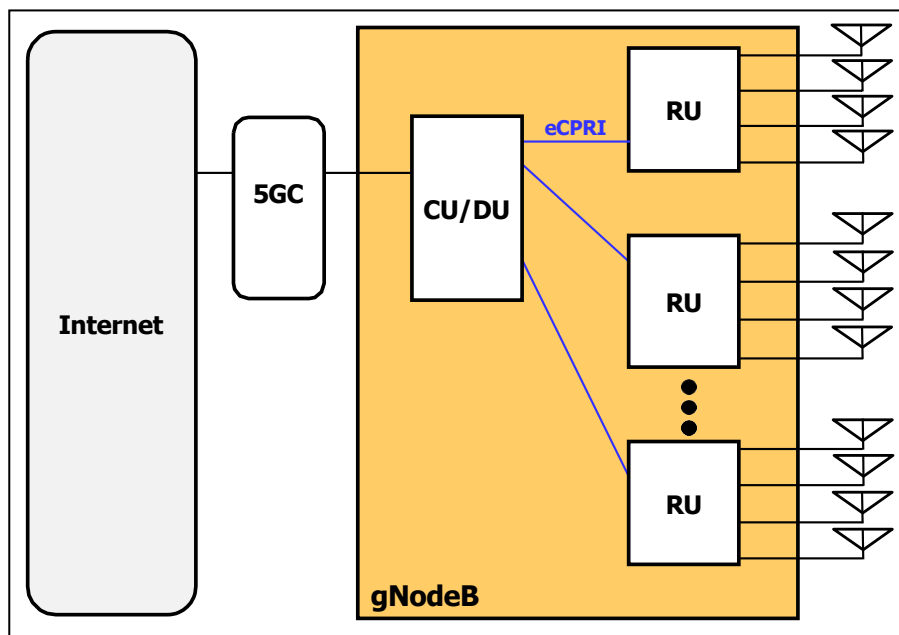 Internet
5GC
CU/DU
eCPRI
RU
RU
RU
gNodeB